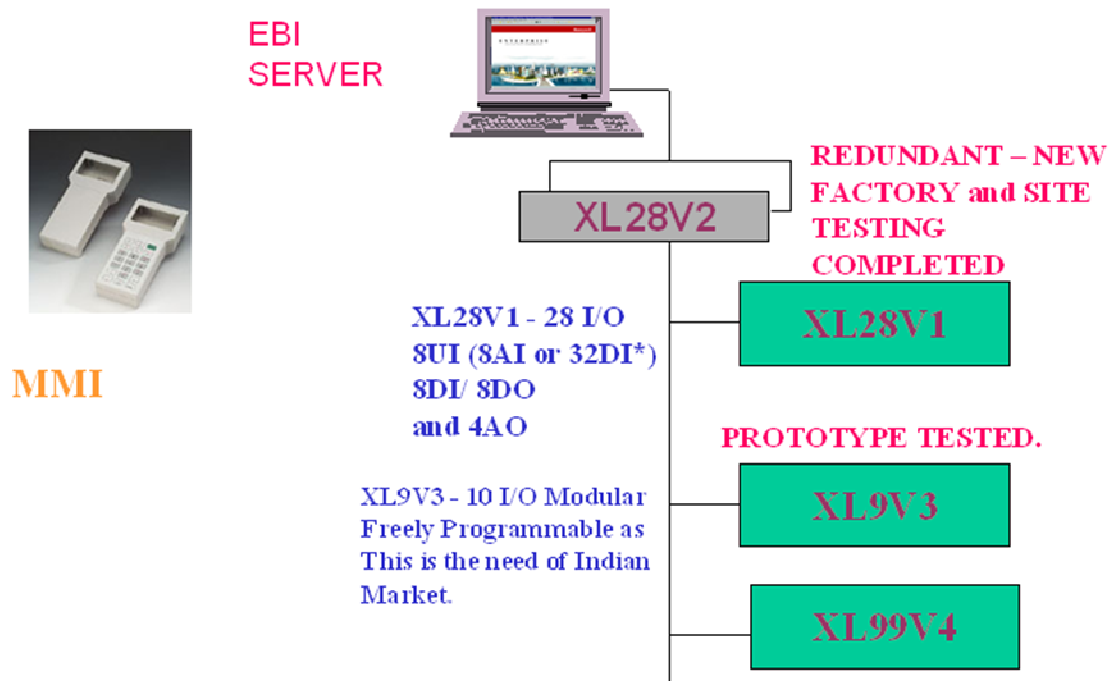 EBI
SERVER
ENTERPRISE
REDUNDANT – NEW
FACTORY and SITE
TESTING
COMPLETED
XL28V2
XL28V1 - 28 I/O
8UI (8AI or 32DI*)
8DI/ 8DO
and 4AO
XL28V1
MMI
PROTOTYPE TESTED.
XL9V3 - 10 I/O Modular
Freely Programmable as
This is the need of Indian
Market.
XL9V3
XL99V4